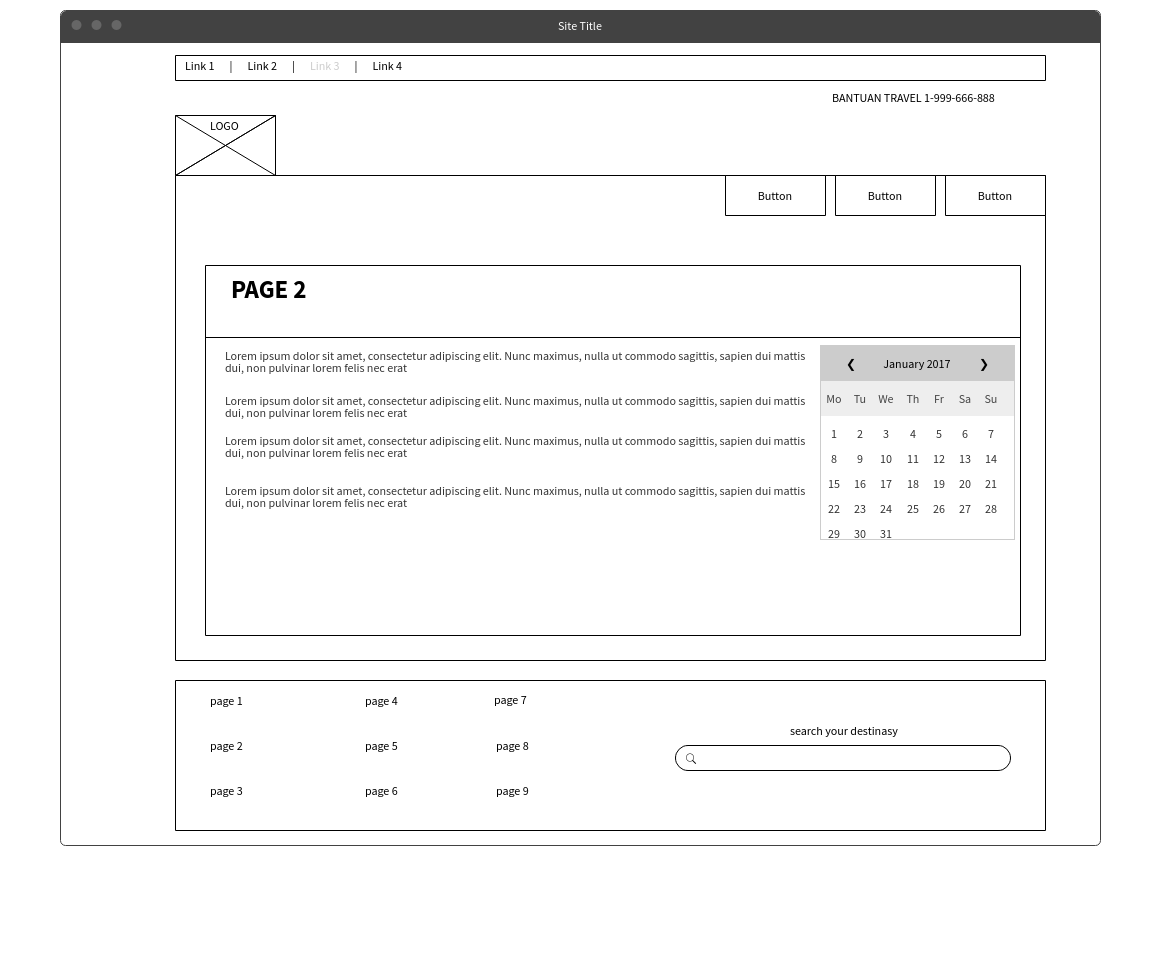 Site Title
Link 1 | Link 2 | Link 3 | Link 4
BANTUAN TRAVEL 1-999-666-888
LOGO
Button Button Button
PAGE 2
Lorem ipsum dolor sit amet, consectetur adipiscing elit. Nunc maximus, nulla ut commodo sagittis, sapien dui mattis
dui, non pulvinar lorem felis nec erat
Lorem ipsum dolor sit amet, consectetur adipiscing elit. Nunc maximus, nulla ut commodo sagittis, sapien dui mattis
dui, non pulvinar lorem felis nec erat
Lorem ipsum dolor sit amet, consectetur adipiscing elit. Nunc maximus, nulla ut commodo sagittis, sapien dui mattis
dui, non pulvinar lorem felis nec erat
Lorem ipsum dolor sit amet, consectetur adipiscing elit. Nunc maximus, nulla ut commodo sagittis, sapien dui mattis
dui, non pulvinar lorem felis nec erat
❮ January 2017 ❯
Mo Tu We Th Fr Sa Su
1 2 3 4 5 6 7
8 9 10 11 12 13 14
15 16 17 18 19 20 21
22 23 24 25 26 27 28
29 30 31
page 1 page 4 page 7
page 2 page 5 page 8
page 3 page 6 page 9
search your destinasy